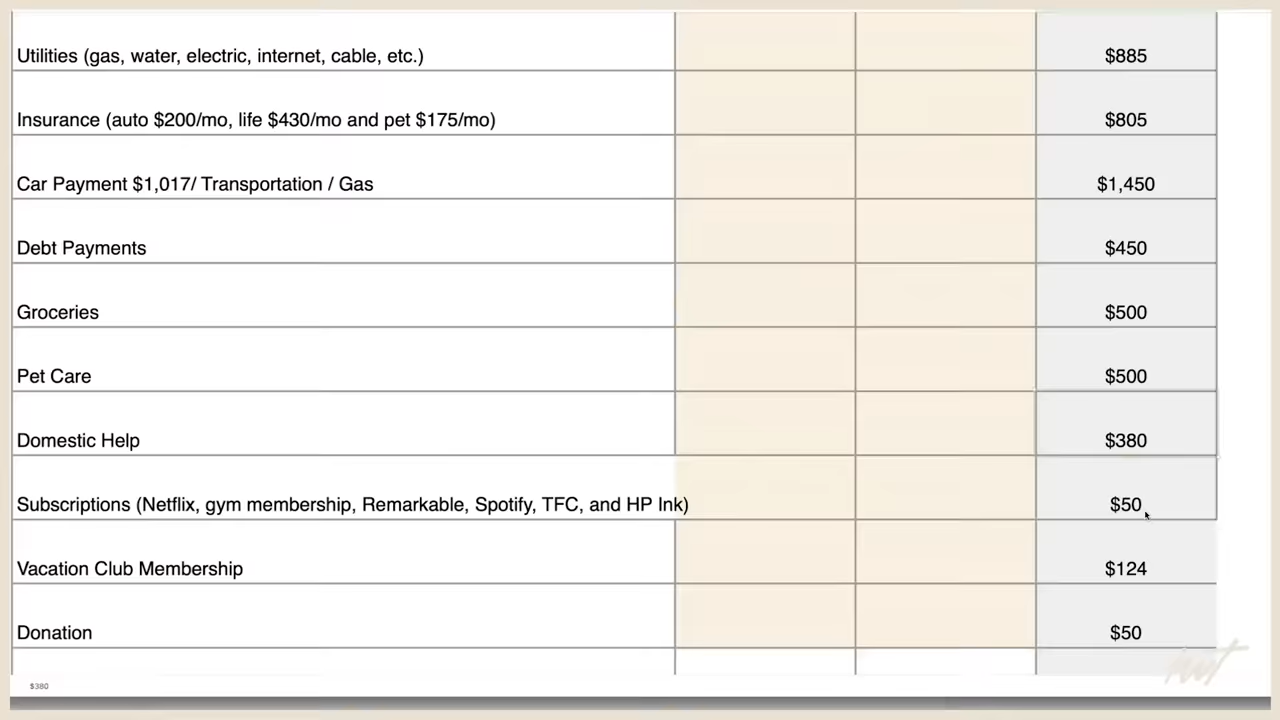 Utilities (gas, water, electric, internet, cable, etc.) $885
Insurance (auto $200/mo, life $430/mo and pet $175/mo) $805
Car Payment $1,017/ Transportation / Gas $1,450
Debt Payments $450
Groceries $500
Pet Care $500
Domestic Help $380
Subscriptions (Netflix, gym membership, Remarkable, Spotify, TFC, and HP Ink) $50
Vacation Club Membership $124
Donation $50
iwt
$380